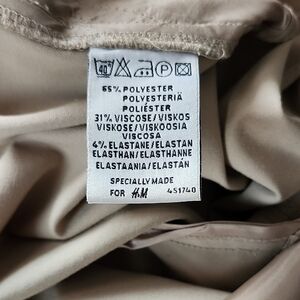 40 P
65% POLYESTER
POLYESTERIÄ
POLIÉSTER
31% VISCOSE/VISKOS
VISKOSE/VISKOOSIA
VISCOSA
4% ELASTANE/ELASTAN
ELASTHAN/ELASTHANNE
ELASTAANIA/ELASTÁN
SPECIALLY MADE
FOR H&M 451740